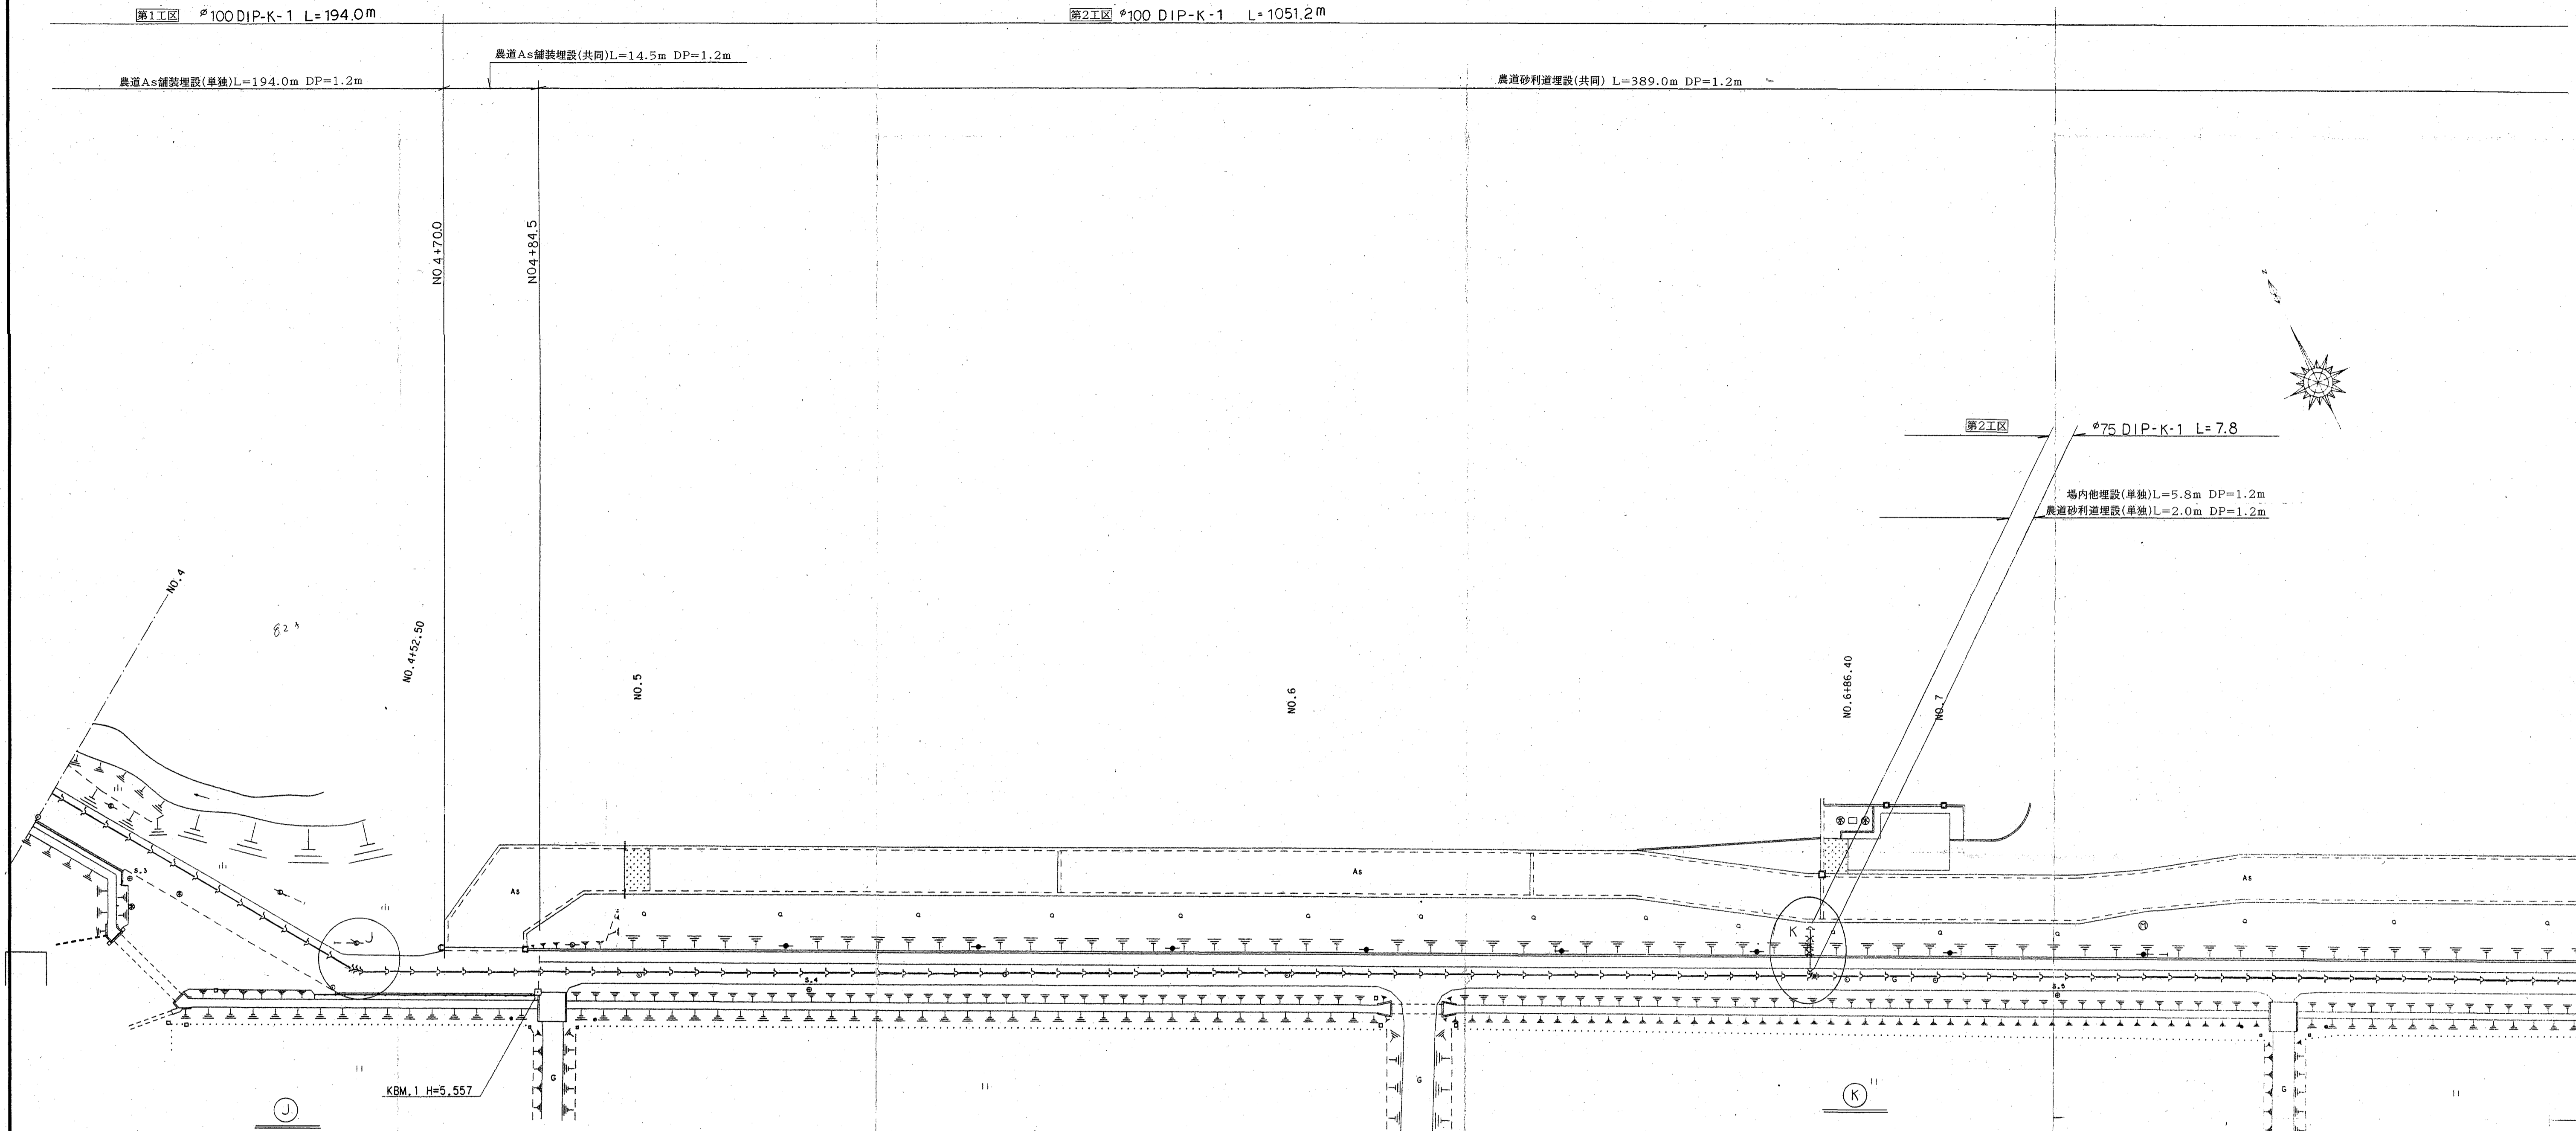 第1工区 φ100 DIP-K-1 L=194.0m
第2工区 φ100 DIP-K-1 L=1051.2m
農道As舗装埋設(共同)L=14.5m DP=1.2m
農道As舗装埋設(単独)L=194.0m DP=1.2m
農道砂利道埋設(共同) L=389.0m DP=1.2m
NO.4+70.0
NO4+84.5
第2工区 φ75 DIP-K-1 L=7.8
場内他埋設(単独)L=5.8m DP=1.2m
農道砂利道埋設(単独)L=2.0m DP=1.2m
NO.4
NO.4+52.50
NO.5
NO.6
NO.6+86.40
NO.7
As
As
As
S.3
J
K
S.4
S.5
G
G
G
G
KBM.1 H=5.557
J
K